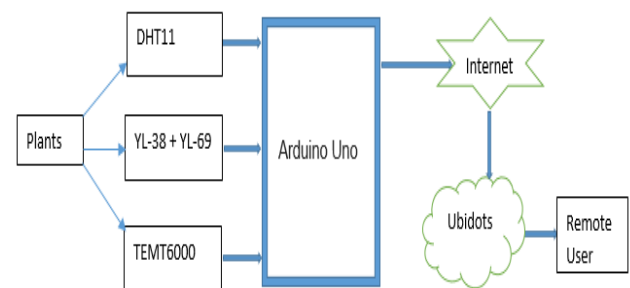 DHT11
Plants
YL-38 + YL-69
TEMT6000
Arduino Uno
Internet
Ubidots
Remote
User